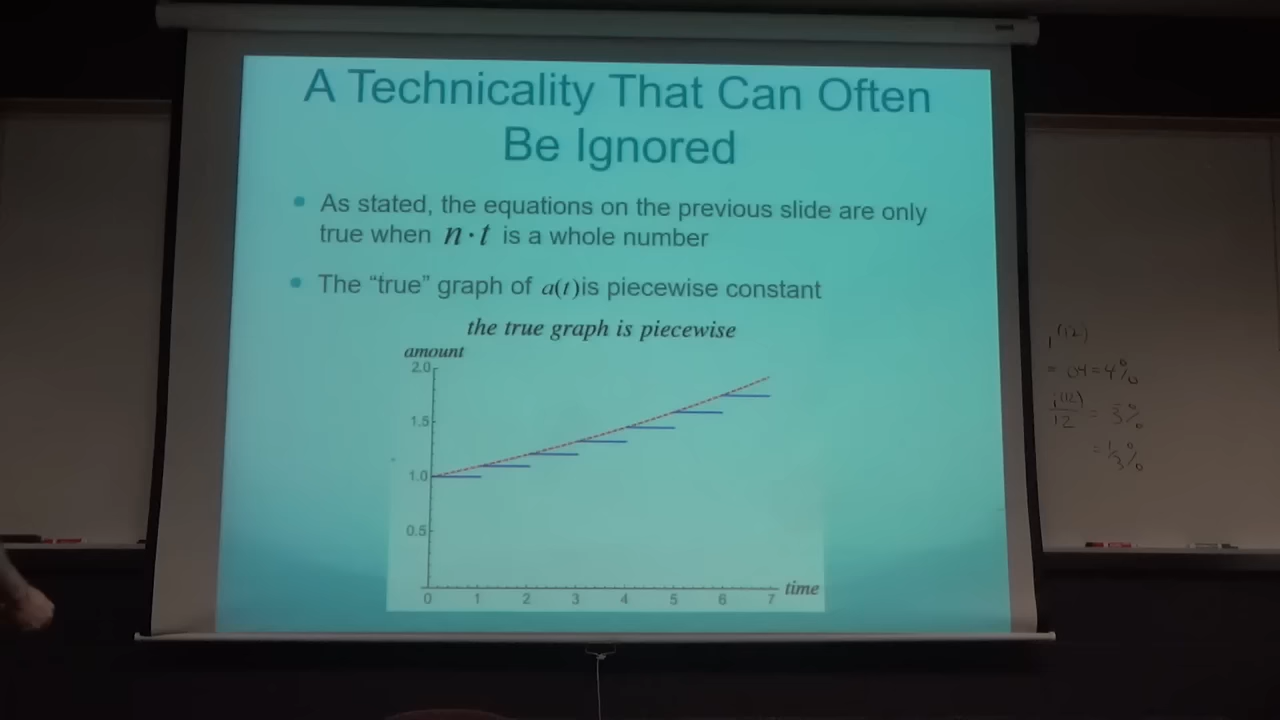 A Technicality That Can Often
Be Ignored
• As stated, the equations on the previous slide are only
true when n·t is a whole number
• The “true” graph of a(t)is piecewise constant
the true graph is piecewise
amount
2.0
1.5
1.0
0.5
0 1 2 3 4 5 6 7 time
i⁽¹²⁾
= .04=4%
i⁽¹²⁾/12 = .3̅%
= 1/3%